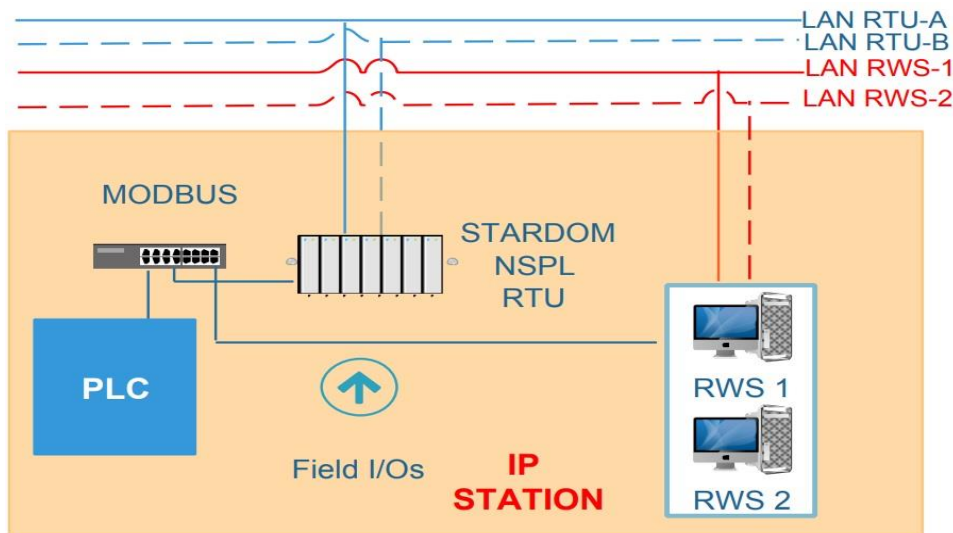 LAN RTU-A
LAN RTU-B
LAN RWS-1
LAN RWS-2
MODBUS
STARDOM
NSPL
RTU
PLC
RWS 1
Field I/Os
IP
STATION
RWS 2